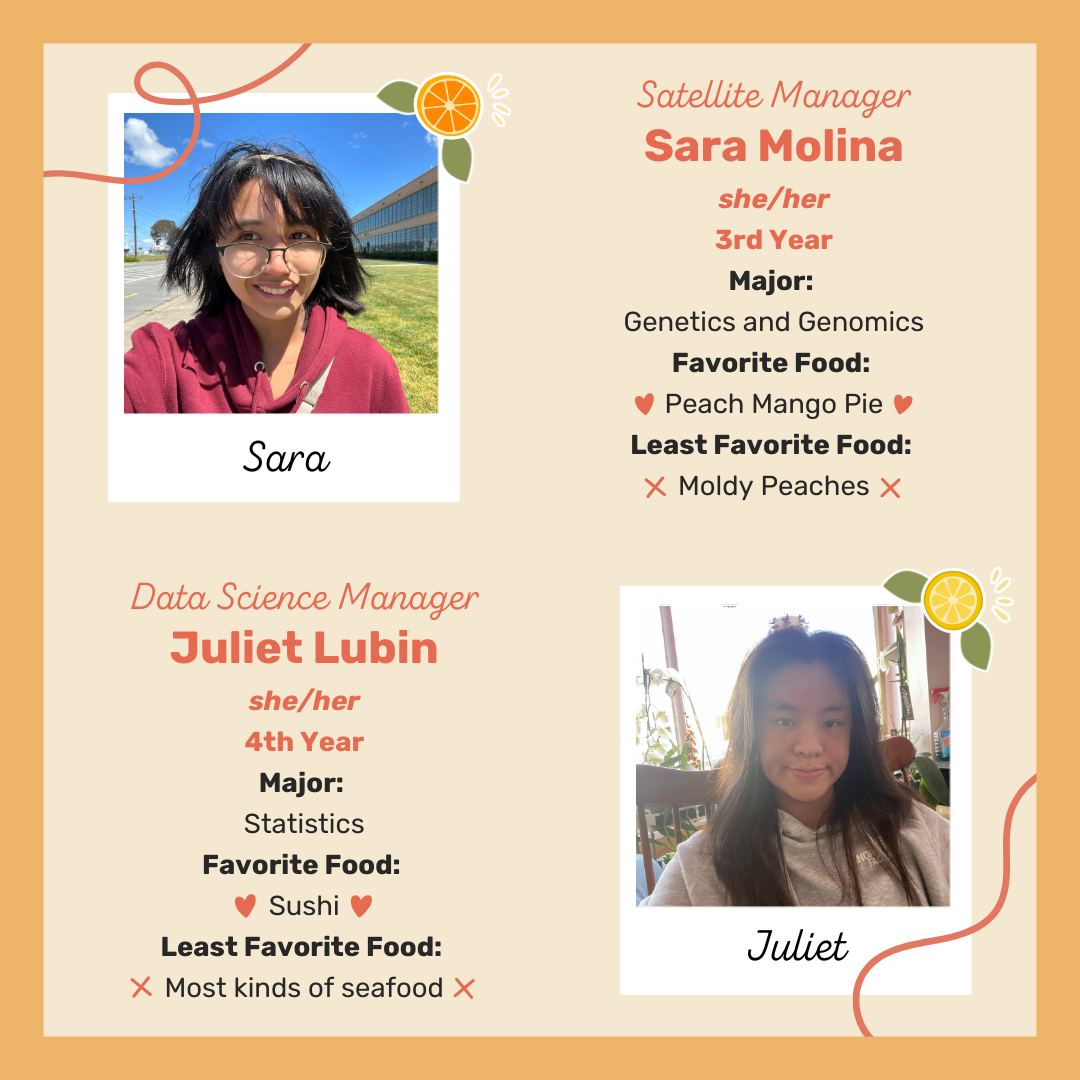 Satellite Manager
Sara Molina
she/her
3rd Year
Major:
Genetics and Genomics
Favorite Food:
Peach Mango Pie
Least Favorite Food:
Moldy Peaches
Sara
Data Science Manager
Juliet Lubin
she/her
4th Year
Major:
Statistics
Favorite Food:
Sushi
Least Favorite Food:
Most kinds of seafood
Juliet